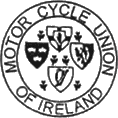 MOTOR CYCLE UNION
OF IRELAND